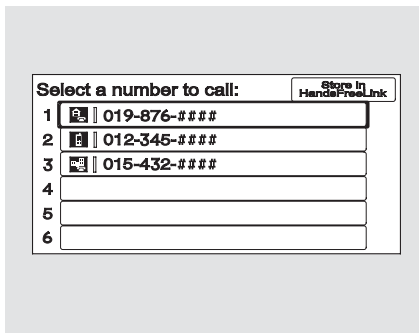 Select a number to call:
Store in
HandsFreeLink
1 019-876-####
2 012-345-####
3 015-432-####
4
5
6